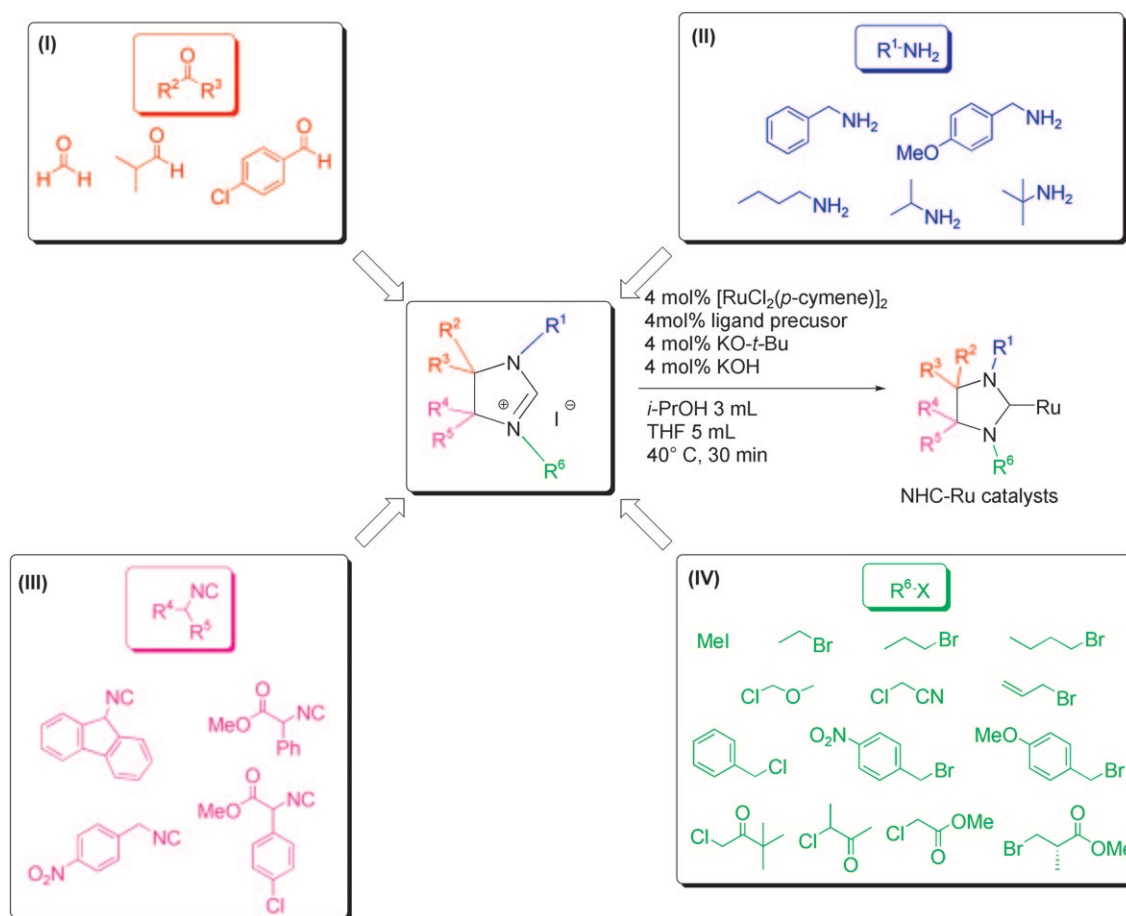 (I)
O
R² R³
O
H H
O
H
O
H
Cl
(II)
R¹-NH₂
NH₂
NH₂
MeO
NH₂
NH₂
NH₂
R²
R¹
R³
N
R⁴
⊕
R⁵
N
I ⊖
R⁶
4 mol% [RuCl₂(p-cymene)]₂
4mol% ligand precusor
4 mol% KO-t-Bu
4 mol% KOH
i-PrOH 3 mL
THF 5 mL
40° C, 30 min
R³ R² R¹
N
R⁴
Ru
R⁵
N
R⁶
NHC-Ru catalysts
(III)
NC
R⁴
R⁵
NC
O
MeO NC
Ph
NC
O₂N
O
MeO NC
Cl
(IV)
R⁶-X
MeI
Br
Br
Br
Cl O
Cl CN
Br
Cl
NO₂
Br
MeO
Br
O
Cl
Cl
O
Cl OMe
O
O
Br OMe